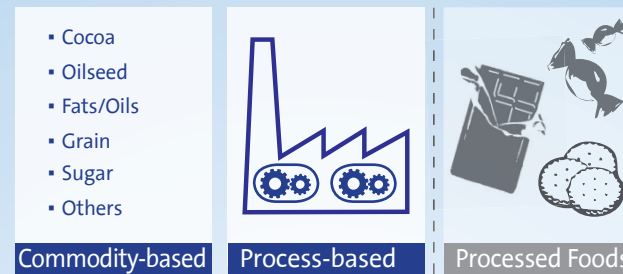 ▪ Cocoa
▪ Oilseed
▪ Fats/Oils
▪ Grain
▪ Sugar
▪ Others
Commodity-based
Process-based
Processed Foods